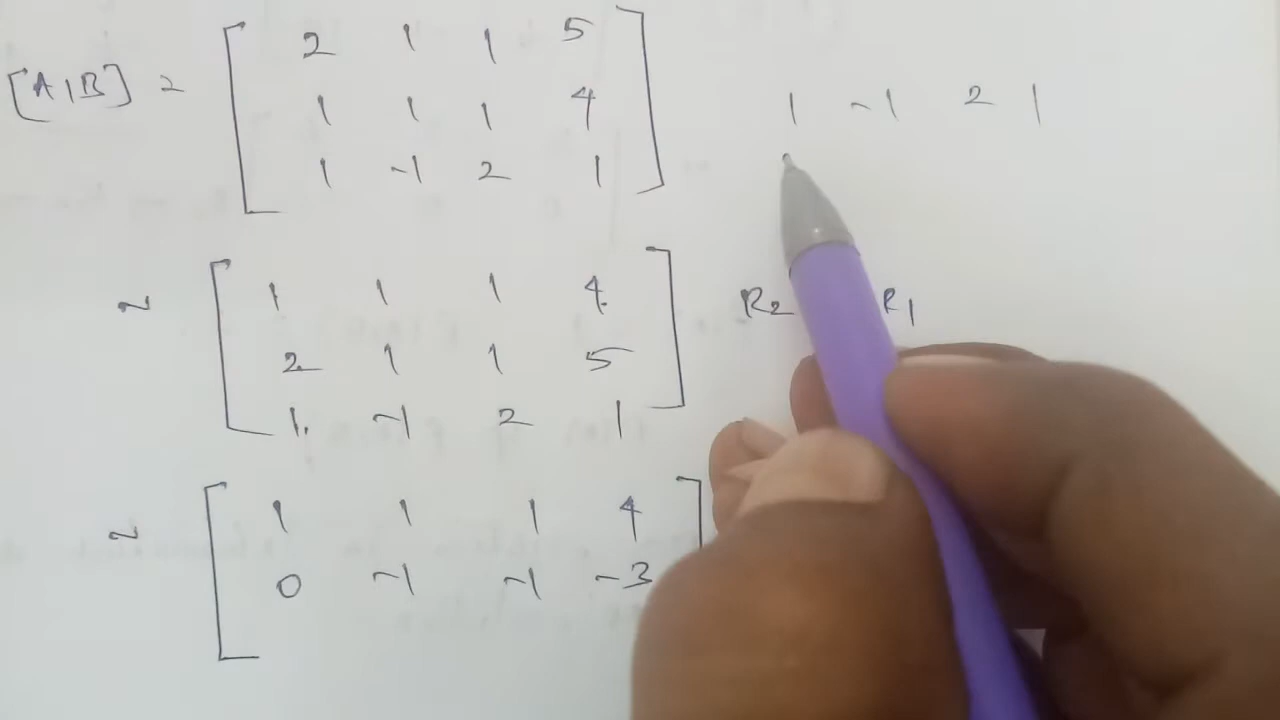 [A|B] = 2 1 1 5
1 1 1 4
1 -1 2 1
1 -1 2 1
~ 1 1 1 4
2 1 1 5
1 -1 2 1
R2 R1
~ 1 1 1 4
0 -1 -1 -3